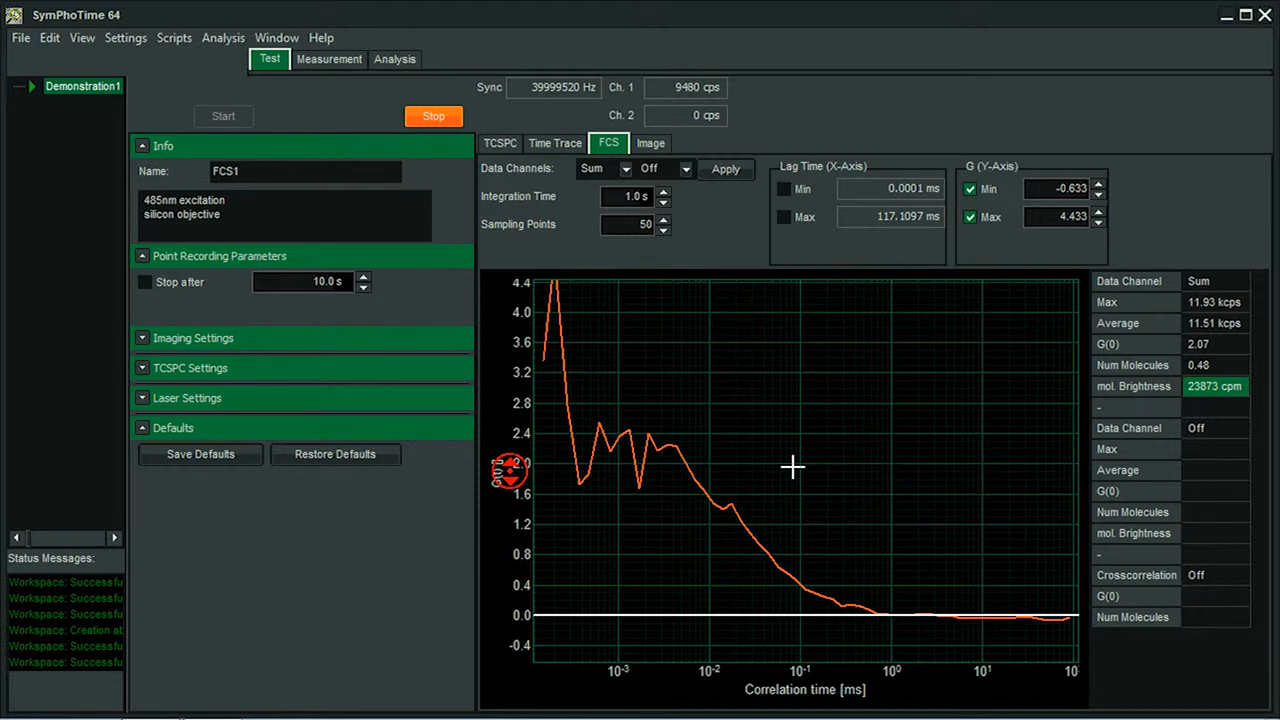 SymPhoTime 64
File Edit View Settings Scripts Analysis Window Help
Test Measurement Analysis
Demonstration1
Sync 39999520 Hz Ch. 1 9480 cps
Ch. 2 0 cps
Start Stop
TCSPC Time Trace FCS Image
Info
Name: FCS1
485nm excitation
silicon objective
Point Recording Parameters
Stop after 10.0 s
Imaging Settings
TCSPC Settings
Laser Settings
Defaults
Save Defaults Restore Defaults
Status Messages:
Workspace: Successfu
Workspace: Successfu
Workspace: Successfu
Workspace: Creation ab
Workspace: Successfu
Workspace: Successfu
Data Channels: Sum Off Apply
Integration Time 1.0 s
Sampling Points 50
Lag Time (X-Axis)
Min 0.0001 ms
Max 117.1097 ms
G (Y-Axis)
Min -0.633
Max 4.433
4.4
4.0
3.6
3.2
2.8
2.4
2.0
1.6
1.2
0.8
0.4
0.0
-0.4
10-3 10-2 10-1 100 101 10
Correlation time [ms]
Data Channel Sum
Max 11.93 kcps
Average 11.51 kcps
G(0) 2.07
Num Molecules 0.48
mol. Brightness 23873 cpm
-
Data Channel Off
Max
Average
G(0)
Num Molecules
mol. Brightness
-
Crosscorrelation Off
G(0)
Num Molecules